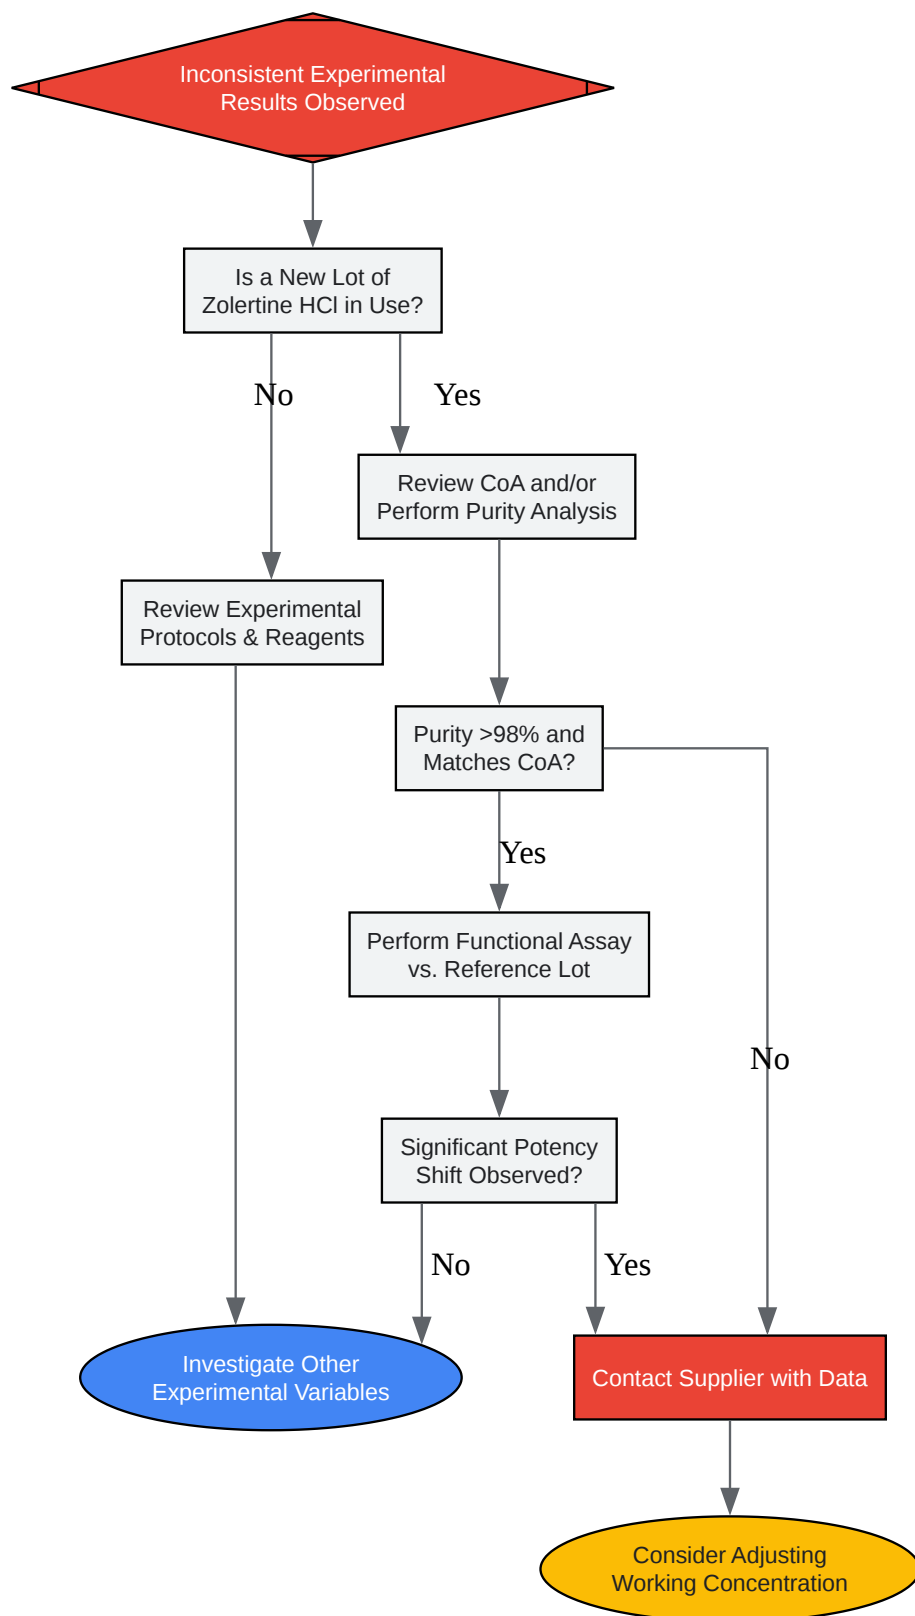 Inconsistent Experimental
Results Observed
Is a New Lot of
Zolertine HCl in Use?
No
Yes
Review CoA and/or
Perform Purity Analysis
Review Experimental
Protocols & Reagents
Purity >98% and
Matches CoA?
Yes
Perform Functional Assay
vs. Reference Lot
No
Significant Potency
Shift Observed?
No
Yes
Investigate Other
Experimental Variables
Contact Supplier with Data
Consider Adjusting
Working Concentration